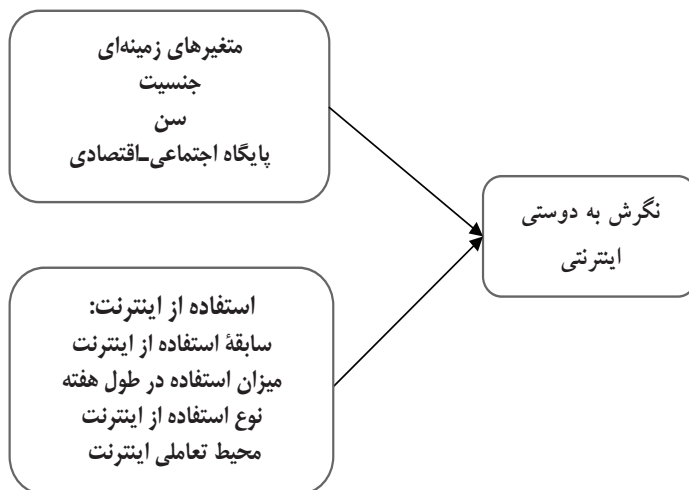 متغیرهای زمینه‌ای
جنسیت
سن
پایگاه اجتماعی‌ـ‌اقتصادی
نگرش به دوستی
اینترنتی
استفاده از اینترنت:
سابقهٔ استفاده از اینترنت
میزان استفاده در طول هفته
نوع استفاده از اینترنت
محیط تعاملی اینترنت